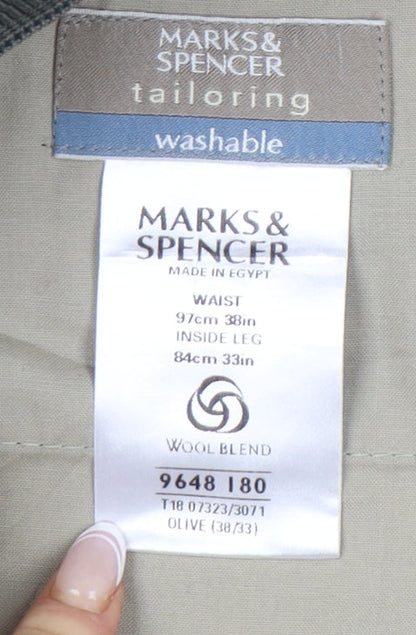 MARKS &
SPENCER
tailoring
washable
MARKS &
SPENCER
MADE IN EGYPT
WAIST
97cm 38in
INSIDE LEG
84cm 33in
WOOL BLEND
9648 180
T18 07323/3071
OLIVE (38/33)